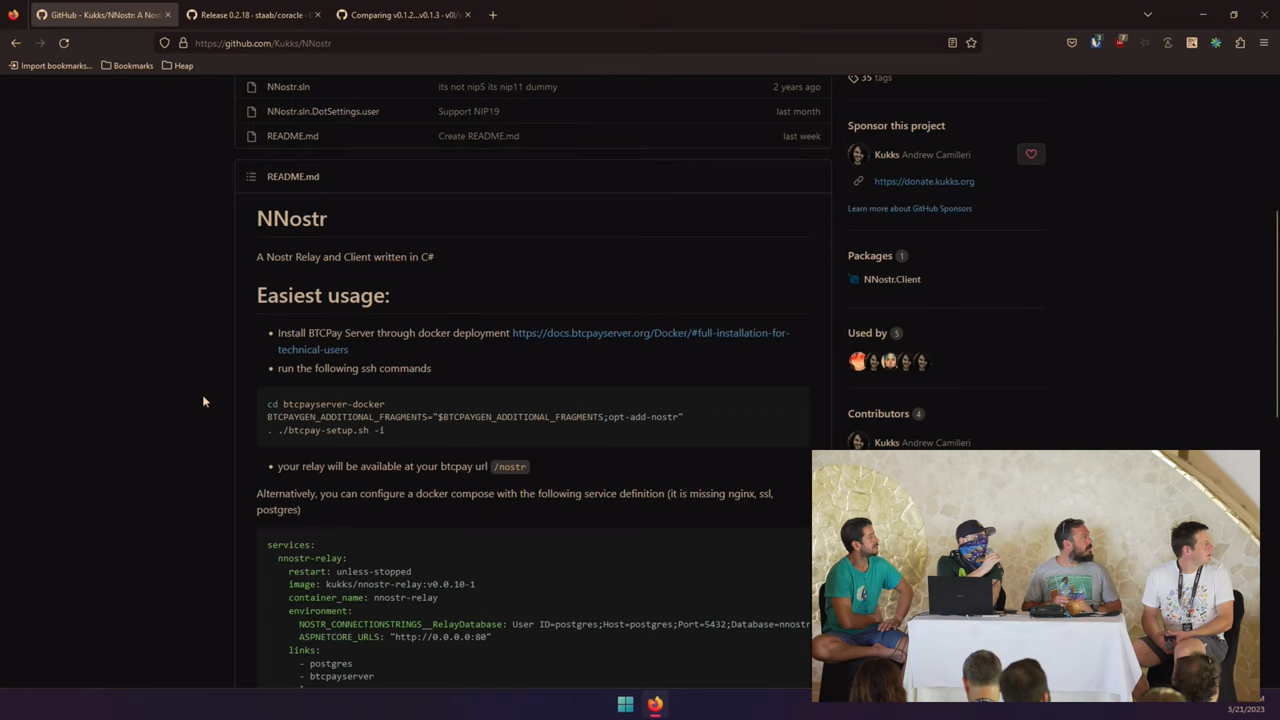 GitHub - Kukks/NNostr: A Nost
Release 0.2.18 - staab/coracle -
Comparing v0.1.2...v0.1.3 - v0l/s
https://github.com/Kukks/NNostr
Import bookmarks...
Bookmarks
Heap
NNostr.sln
its not nip5 its nip11 dummy
2 years ago
35 tags
NNostr.sln.DotSettings.user
Support NIP19
last month
README.md
Create README.md
last week
Sponsor this project
Kukks Andrew Camilleri
https://donate.kukks.org
Learn more about GitHub Sponsors
README.md
NNostr
A Nostr Relay and Client written in C#
Packages 1
NNostr.Client
Easiest usage:
Install BTCPay Server through docker deployment https://docs.btcpayserver.org/Docker/#full-installation-for-
technical-users
run the following ssh commands
Used by 5
cd btcpayserver-docker
BTCPAYGEN_ADDITIONAL_FRAGMENTS="$BTCPAYGEN_ADDITIONAL_FRAGMENTS;opt-add-nostr"
. ./btcpay-setup.sh -i
Contributors 4
Kukks Andrew Camilleri
your relay will be available at your btcpay url /nostr
Alternatively, you can configure a docker compose with the following service definition (it is missing nginx, ssl,
postgres)
services:
nnostr-relay:
restart: unless-stopped
image: kukks/nnostr-relay:v0.0.10-1
container_name: nnostr-relay
environment:
NOSTR_CONNECTIONSTRINGS__RelayDatabase: User ID=postgres;Host=postgres;Port=5432;Database=nnostr
ASPNETCORE_URLS: "http://0.0.0.0:80"
links:
- postgres
- btcpayserver
3/21/2023